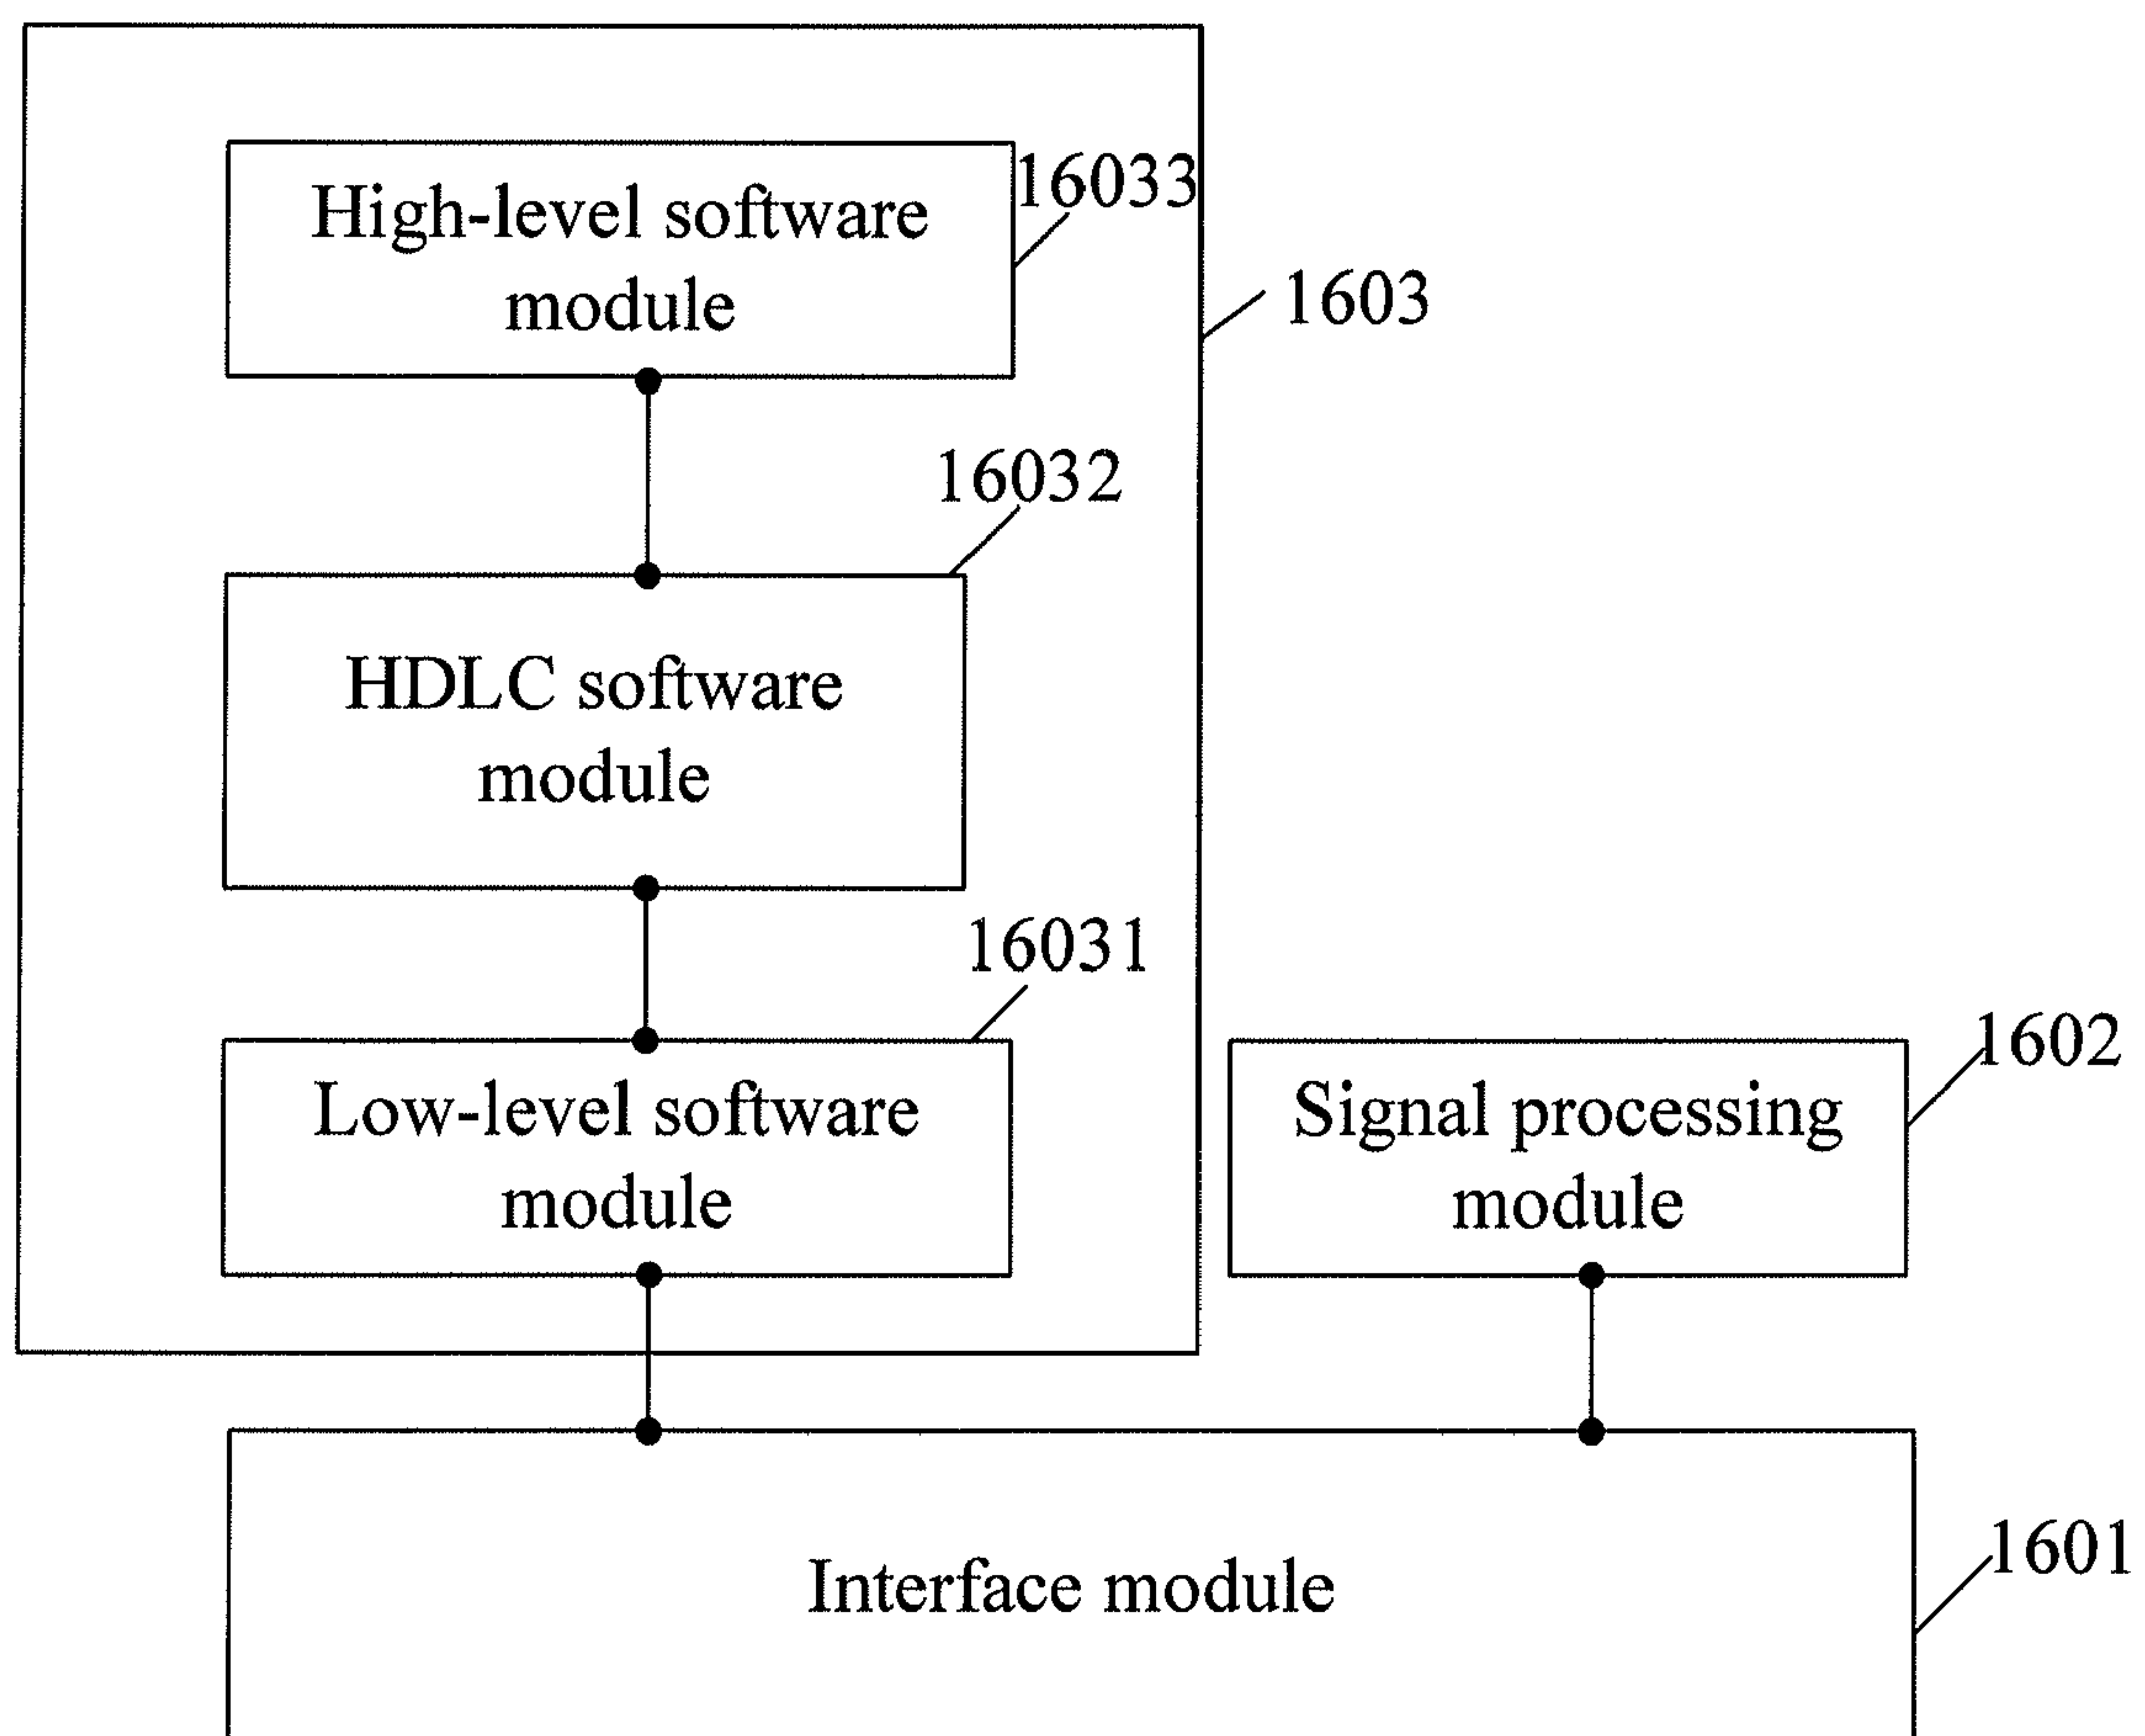 High-level software
module
16033
1603
16032
HDLC software
module
16031
Low-level software
module
1602
Signal processing
module
1601
Interface module